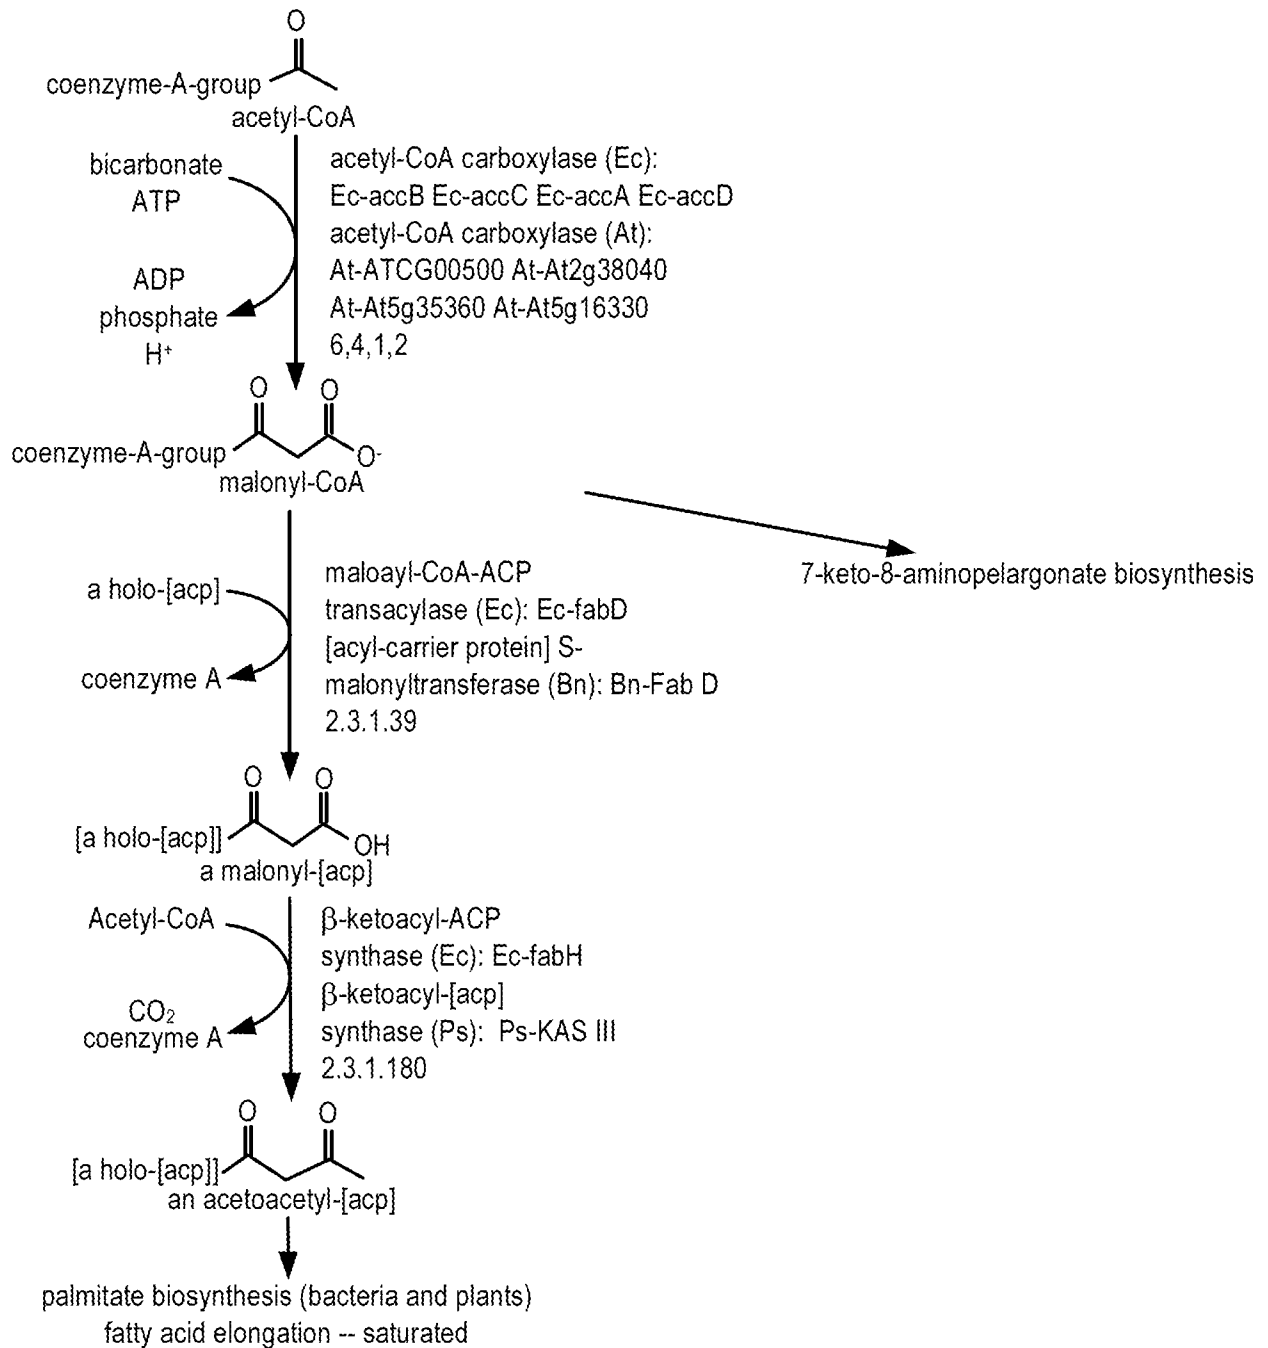 O
coenzyme-A-group
acetyl-CoA
bicarbonate
ATP
ADP
phosphate
H+
acetyl-CoA carboxylase (Ec):
Ec-accB Ec-accC Ec-accA Ec-accD
acetyl-CoA carboxylase (At):
At-ATCG00500 At-At2g38040
At-At5g35360 At-At5g16330
6,4,1,2
O O
coenzyme-A-group O-
malonyl-CoA
7-keto-8-aminopelargonate biosynthesis
a holo-[acp]
coenzyme A
maloayl-CoA-ACP
transacylase (Ec): Ec-fabD
[acyl-carrier protein] S-
malonyltransferase (Bn): Bn-Fab D
2.3.1.39
O O
[a holo-[acp]] OH
a malonyl-[acp]
Acetyl-CoA
CO2
coenzyme A
β-ketoacyl-ACP
synthase (Ec): Ec-fabH
β-ketoacyl-[acp]
synthase (Ps): Ps-KAS III
2.3.1.180
O O
[a holo-[acp]]
an acetoacetyl-[acp]
palmitate biosynthesis (bacteria and plants)
fatty acid elongation -- saturated